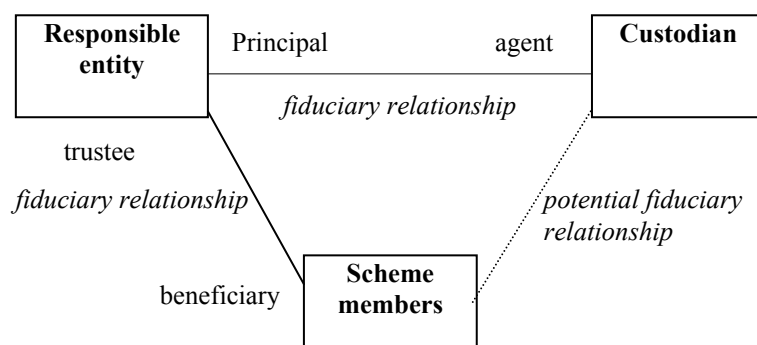 Responsible
entity
Principal
agent
Custodian
fiduciary relationship
trustee
fiduciary relationship
potential fiduciary
relationship
beneficiary
Scheme
members